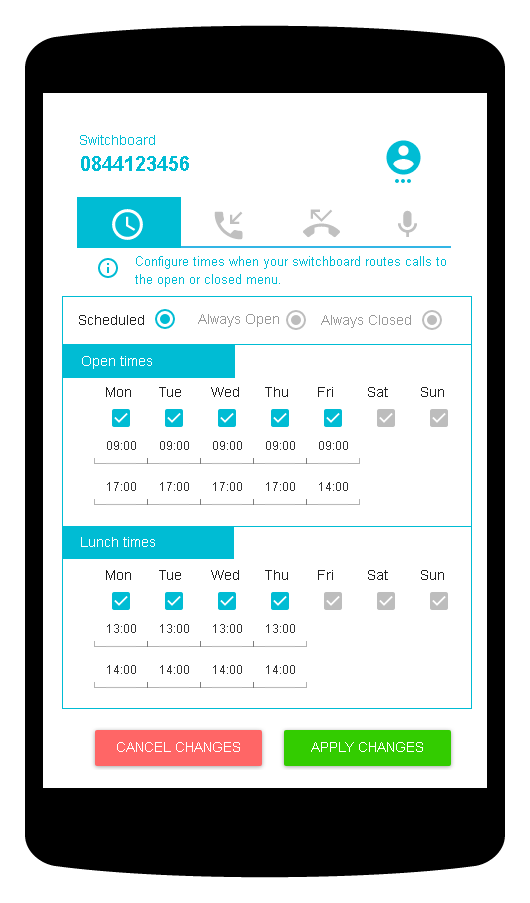 Switchboard
0844123456
Configure times when your switchboard routes calls to
the open or closed menu.
Scheduled Always Open Always Closed
Open times
Mon Tue Wed Thu Fri Sat Sun
09:00 09:00 09:00 09:00 09:00
17:00 17:00 17:00 17:00 14:00
Lunch times
Mon Tue Wed Thu Fri Sat Sun
13:00 13:00 13:00 13:00
14:00 14:00 14:00 14:00
CANCEL CHANGES APPLY CHANGES